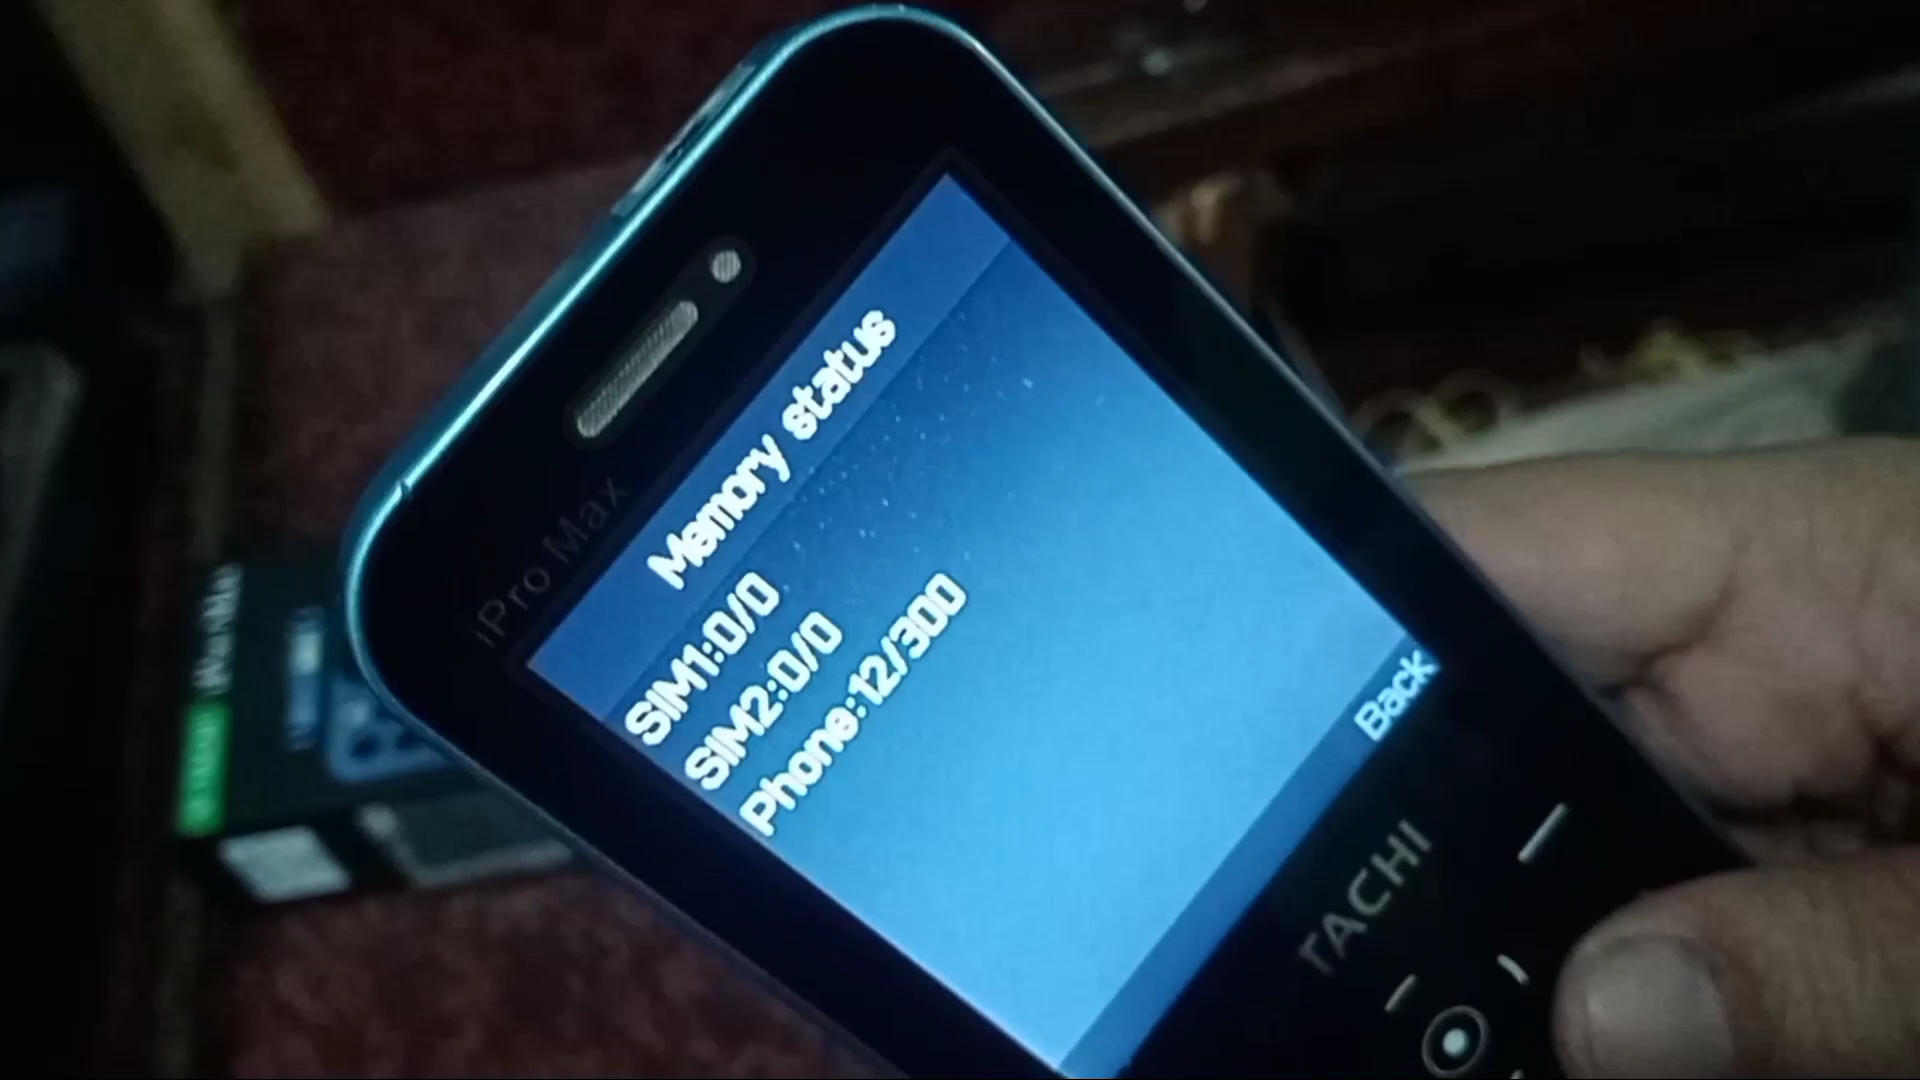 iPro Max
Memory status
SIM1:0/0
SIM2:0/0
Phone:12/300
Back
TACHI